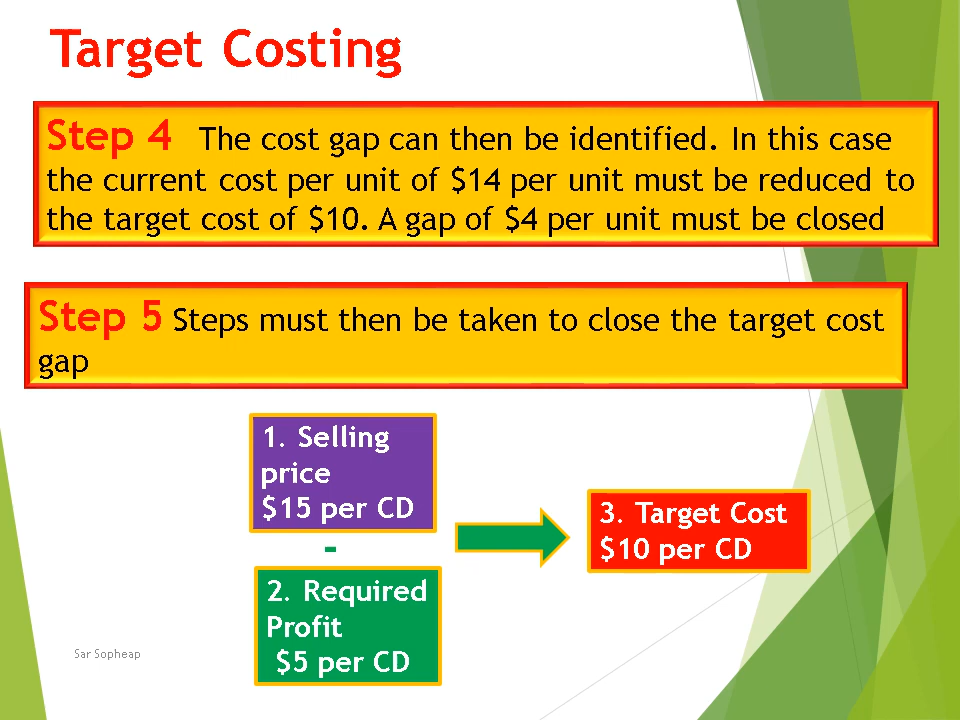 Target Costing
Step 4 The cost gap can then be identified. In this case
the current cost per unit of $14 per unit must be reduced to
the target cost of $10. A gap of $4 per unit must be closed
Step 5 Steps must then be taken to close the target cost
gap
1. Selling
price
$15 per CD
-
2. Required
Profit
$5 per CD
3. Target Cost
$10 per CD
Sar Sopheap